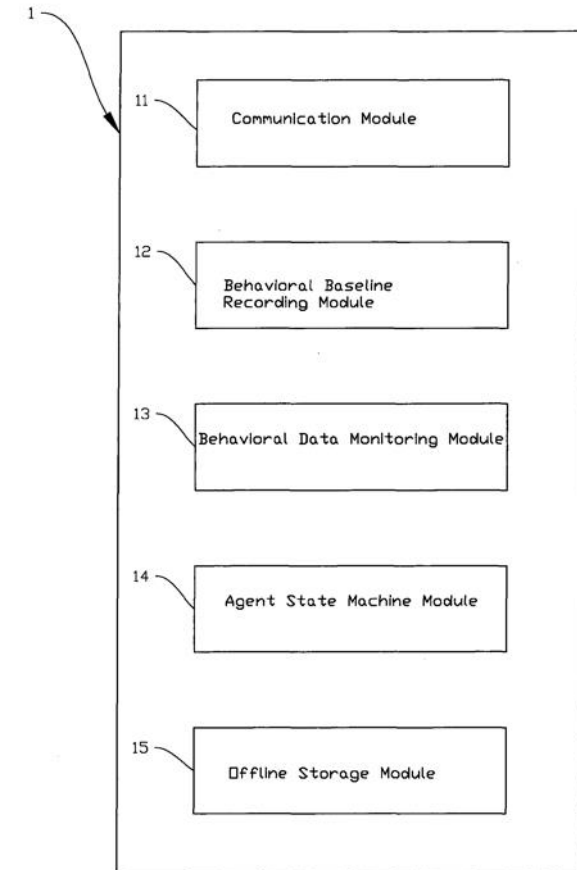 1
11
Communication Module
12
Behavioral Baseline
Recording Module
13
Behavioral Data Monitoring Module
14
Agent State Machine Module
15
Offline Storage Module